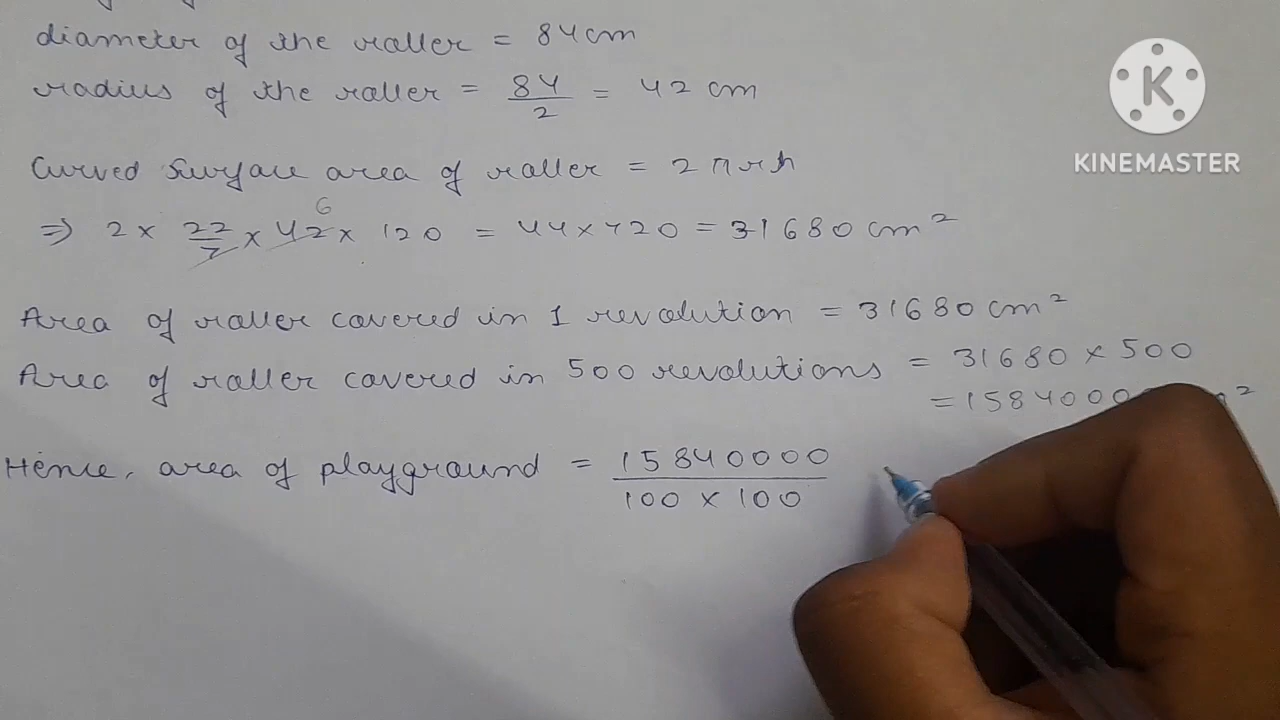 diameter of the roller = 84 cm
radius of the roller = 84/2 = 42 cm
Curved Surface area of roller = 2πrh
⇒ 2 × 22/7 × 42 6 × 120 = 44 × 720 = 31680 cm²
Area of roller covered in 1 revolution = 31680 cm²
Area of roller covered in 500 revolutions = 31680 × 500
= 1584000
Hence, area of playground = 15840000 / 100 × 100
K
KINEMASTER